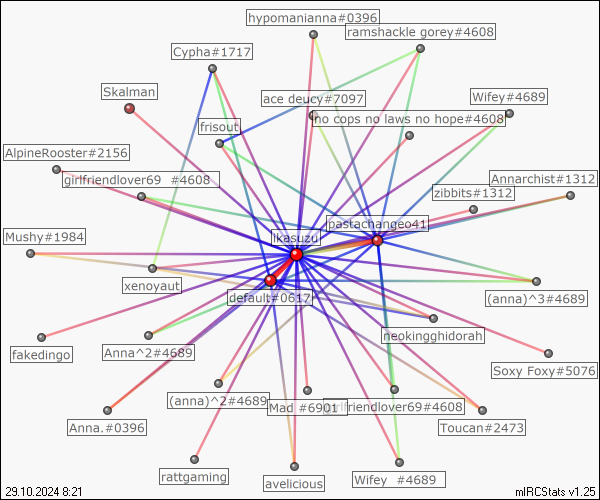 hypomanianna#0396
ramshackle gorey#4608
Cypha#1717
Skalman
ace deucy#7097
Wifey#4689
no cops no laws no hope#4608
frisout
AlpineRooster#2156
girlfriendlover69 #4608
Annarchist#1312
zibbits#1312
pastachangeo41
Mushy#1984
likasuzu
xenoyaut
default#0617
(anna)^3#4689
neokingghidorah
fakedingo
Anna^2#4689
Soxy Foxy#5076
(anna)^2#4689
Mad #6901
girlfriendlover69#4608
Anna.#0396
Toucan#2473
rattgaming
avelicious
Wifey #4689
29.10.2024 8:21
mIRCStats v1.25